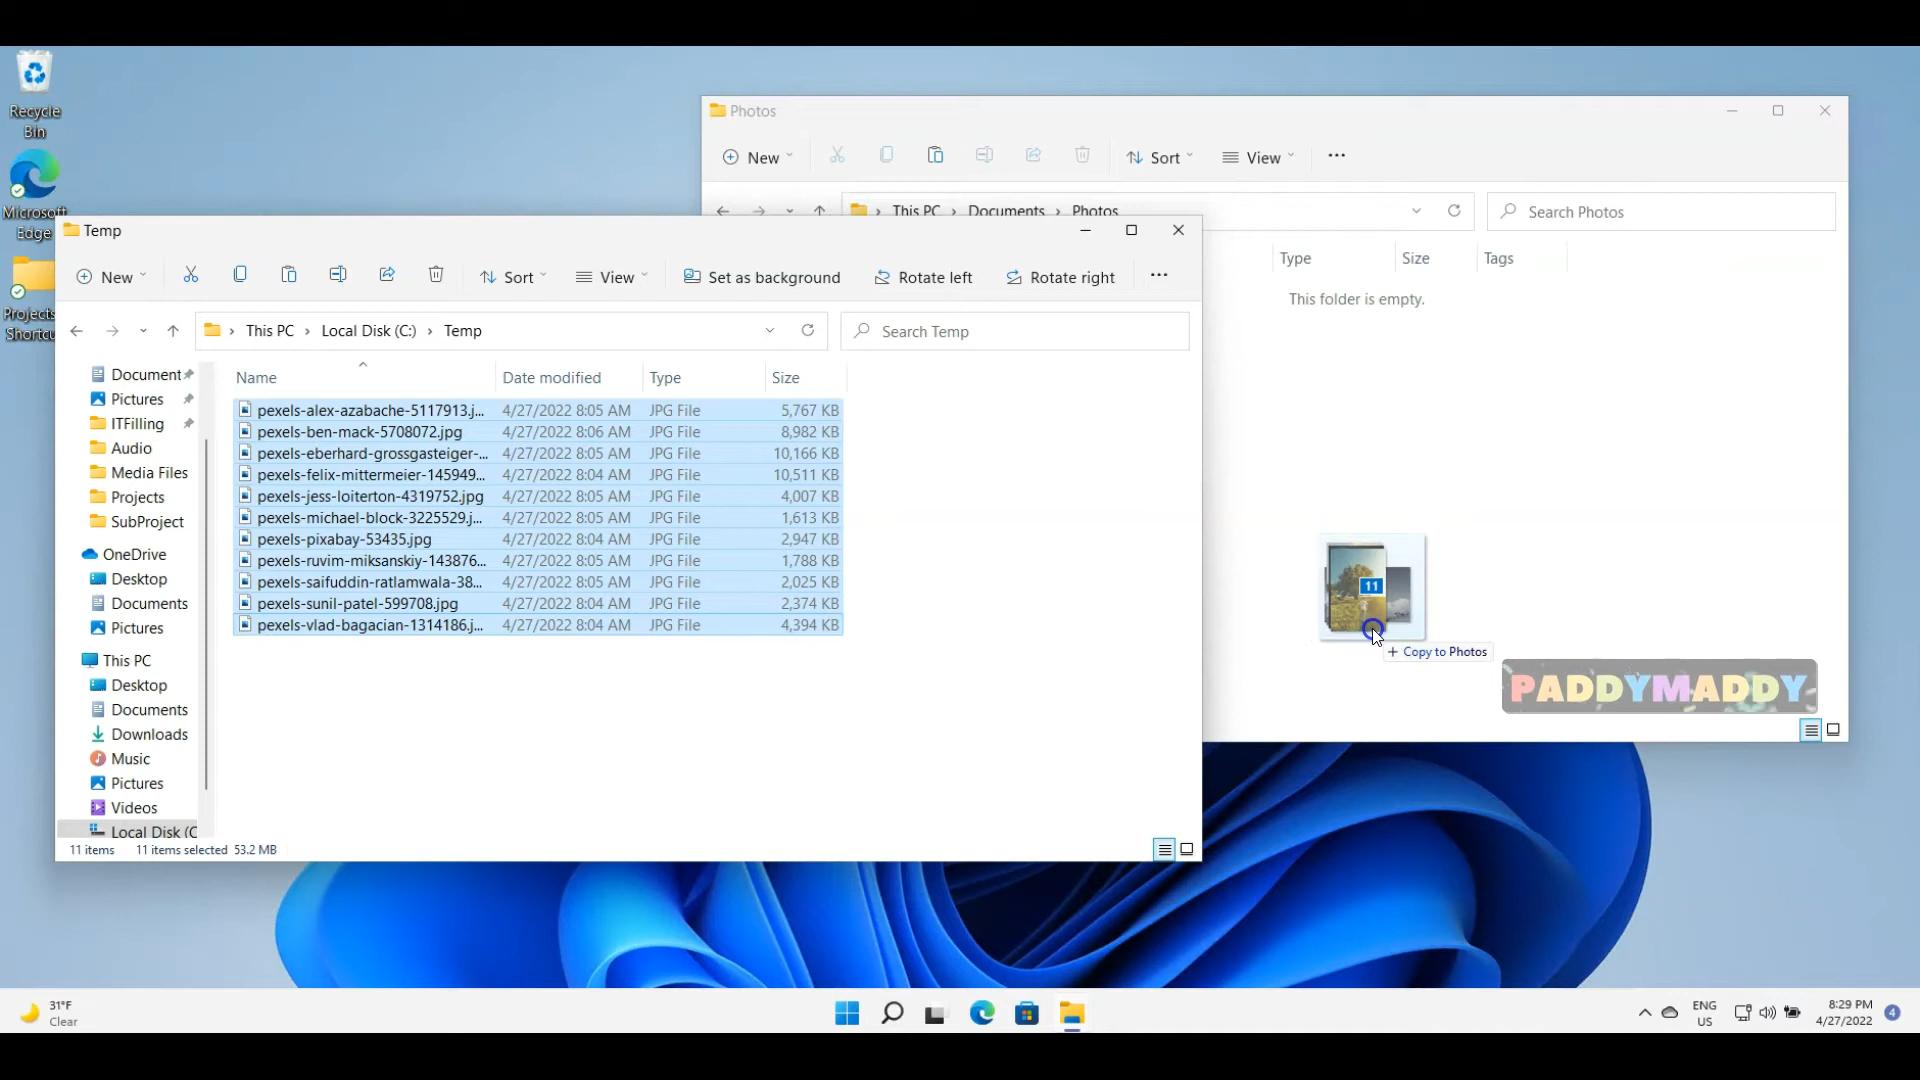 Recycle
Bin
Microsoft
Edge
Projects
Shortcu
Photos
New
Sort
View
This PC > Documents > Photos
Search Photos
Type Size Tags
This folder is empty.
11
+ Copy to Photos
PADDYMADDY
Temp
New
Sort
View
Set as background
Rotate left
Rotate right
This PC > Local Disk (C:) > Temp
Search Temp
Document
Pictures
ITFilling
Audio
Media Files
Projects
SubProject
OneDrive
Desktop
Documents
Pictures
This PC
Desktop
Documents
Downloads
Music
Pictures
Videos
Local Disk (C
Name Date modified Type Size
pexels-alex-azabache-5117913.j... 4/27/2022 8:05 AM JPG File 5,767 KB
pexels-ben-mack-5708072.jpg 4/27/2022 8:06 AM JPG File 8,982 KB
pexels-eberhard-grossgasteiger-... 4/27/2022 8:05 AM JPG File 10,166 KB
pexels-felix-mittermeier-145949... 4/27/2022 8:04 AM JPG File 10,511 KB
pexels-jess-loiterton-4319752.jpg 4/27/2022 8:05 AM JPG File 4,007 KB
pexels-michael-block-3225529.j... 4/27/2022 8:05 AM JPG File 1,613 KB
pexels-pixabay-53435.jpg 4/27/2022 8:04 AM JPG File 2,947 KB
pexels-ruvim-miksanskiy-143876... 4/27/2022 8:05 AM JPG File 1,788 KB
pexels-saifuddin-ratlamwala-38... 4/27/2022 8:05 AM JPG File 2,025 KB
pexels-sunil-patel-599708.jpg 4/27/2022 8:04 AM JPG File 2,374 KB
pexels-vlad-bagacian-1314186.j... 4/27/2022 8:04 AM JPG File 4,394 KB
11 items 11 items selected 53.2 MB
31°F
Clear
ENG
US
8:29 PM
4/27/2022
4